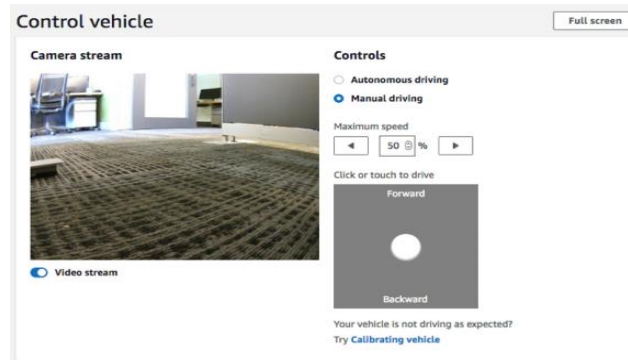 Control vehicle
Full screen
Camera stream
Controls
Autonomous driving
Manual driving
Maximum speed
50 %
Click or touch to drive
Forward
Backward
Video stream
Your vehicle is not driving as expected?
Try Calibrating vehicle